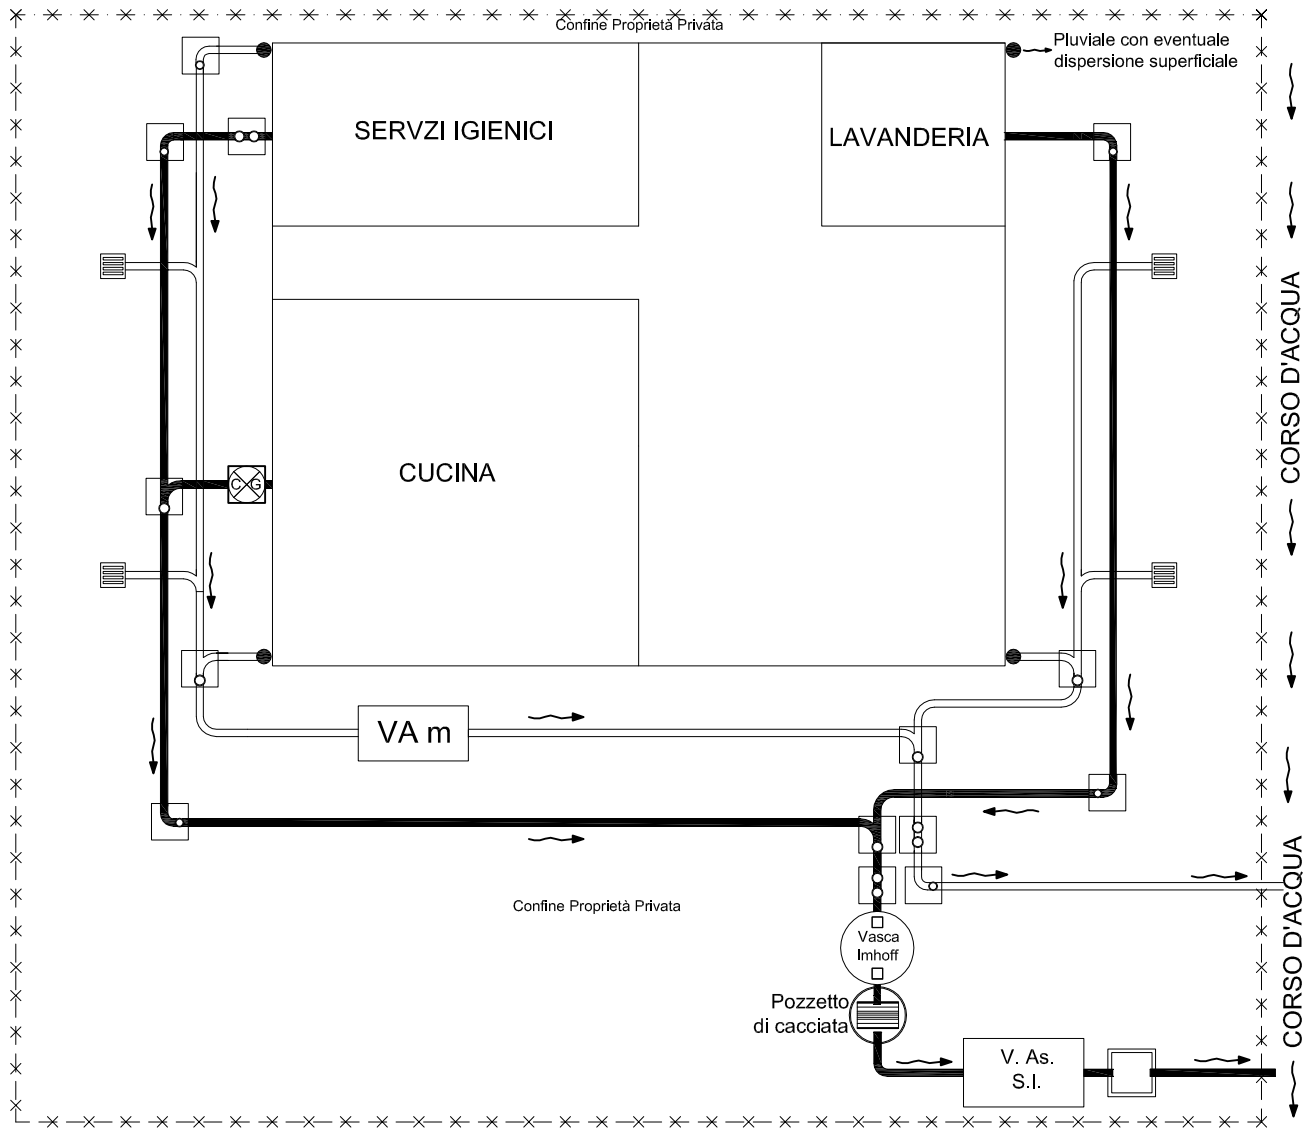 Confine Proprietà Privata
Pluviale con eventuale
dispersione superficiale
SERVZI IGIENICI
LAVANDERIA
CORSO D'ACQUA
CUCINA
C G
VA m
Confine Proprietà Privata
CORSO D'ACQUA
Vasca
Imhoff
Pozzetto
di cacciata
V. As.
S.I.